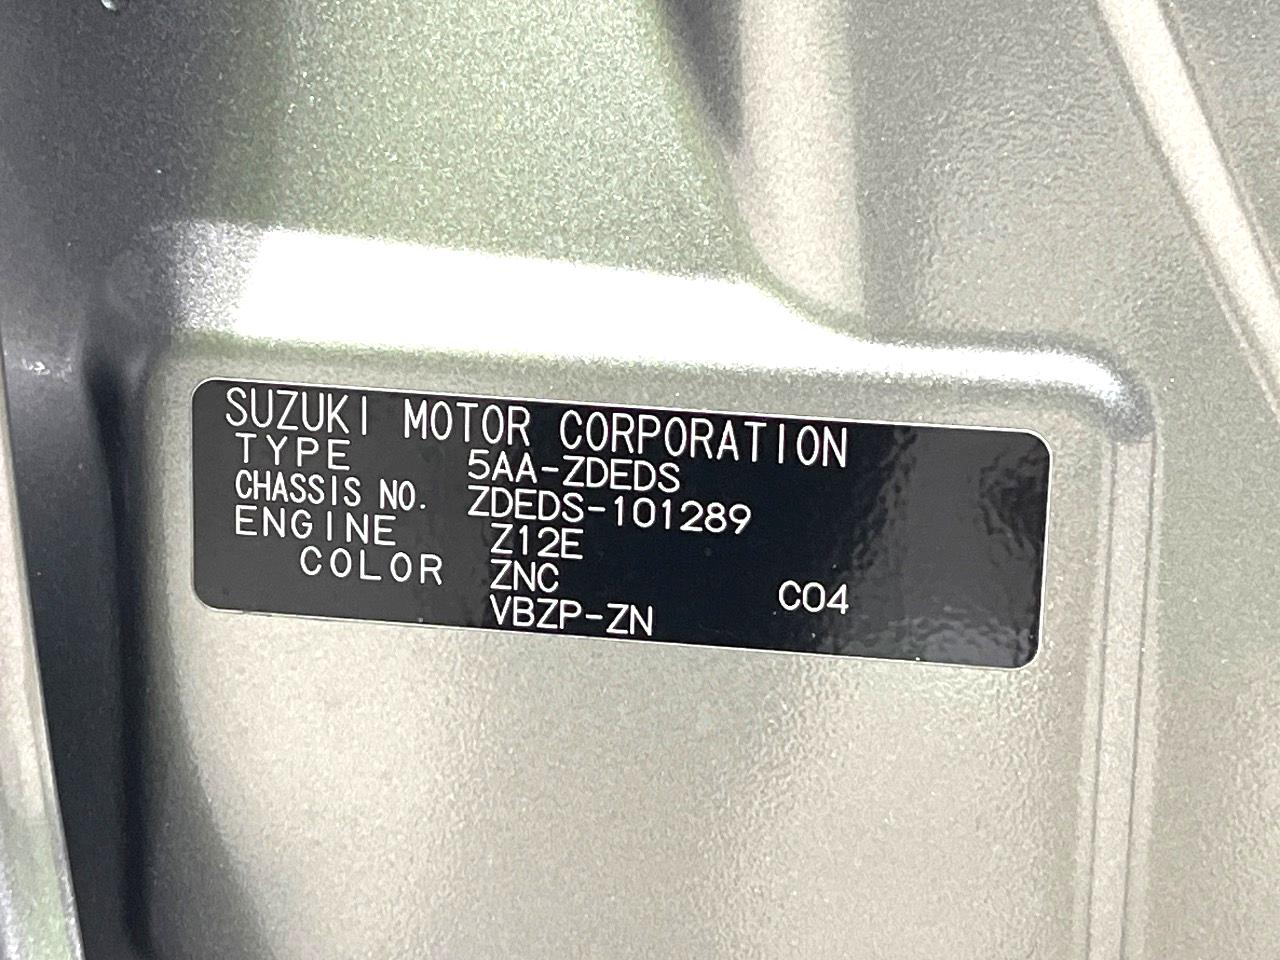 SUZUKI MOTOR CORPORATION
TYPE 5AA-ZDEDS
CHASSIS NO. ZDEDS-101289
ENGINE Z12E
COLOR ZNC C04
VBZP-ZN